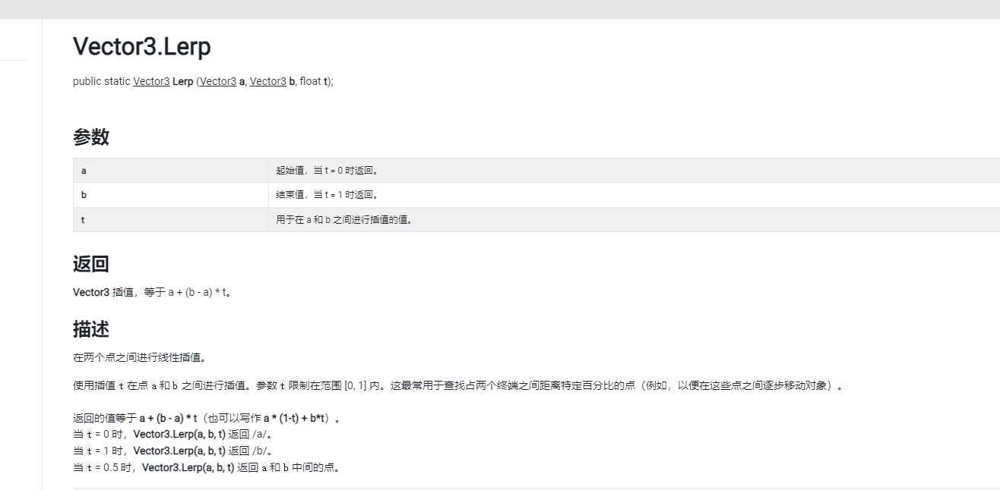 Vector3.Lerp
public static Vector3 Lerp (Vector3 a, Vector3 b, float t);
参数
a 起始值，当 t = 0 时返回。
b 结束值，当 t = 1 时返回。
t 用于在 a 和 b 之间进行插值的值。
返回
Vector3 插值，等于 a + (b - a) * t。
描述
在两个点之间进行线性插值。
使用插值 t 在点 a 和 b 之间进行插值。参数 t 限制在范围 [0, 1] 内。这最常用于查找占两个终端之间距离特定百分比的点（例如，以便在这些点之间逐步移动对象）。
返回的值等于 a + (b - a) * t（也可以写作 a * (1-t) + b*t）。
当 t = 0 时，Vector3.Lerp(a, b, t) 返回 /a/。
当 t = 1 时，Vector3.Lerp(a, b, t) 返回 /b/。
当 t = 0.5 时，Vector3.Lerp(a, b, t) 返回 a 和 b 中间的点。